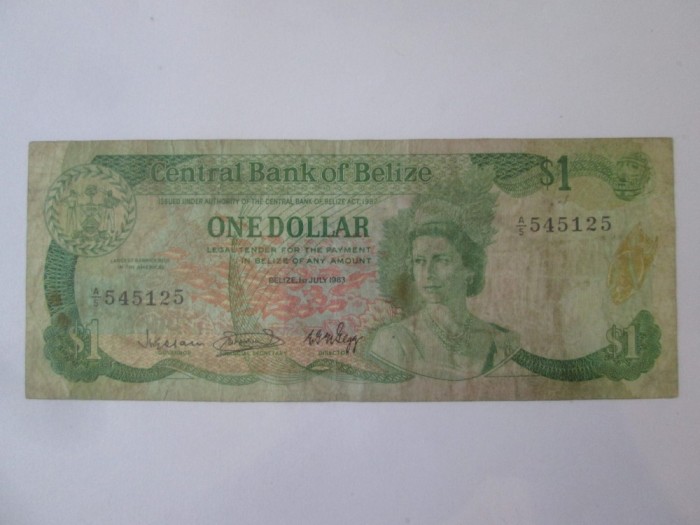 Central Bank of Belize
$1
ISSUED UNDER AUTHORITY OF THE CENTRAL BANK OF BELIZE ACT, 1982
ONE DOLLAR
A/5 545125
LEGAL TENDER FOR THE PAYMENT
IN BELIZE OF ANY AMOUNT
BELIZE, 1st JULY 1983
A/5 545125
$1
DIRECTOR
$1